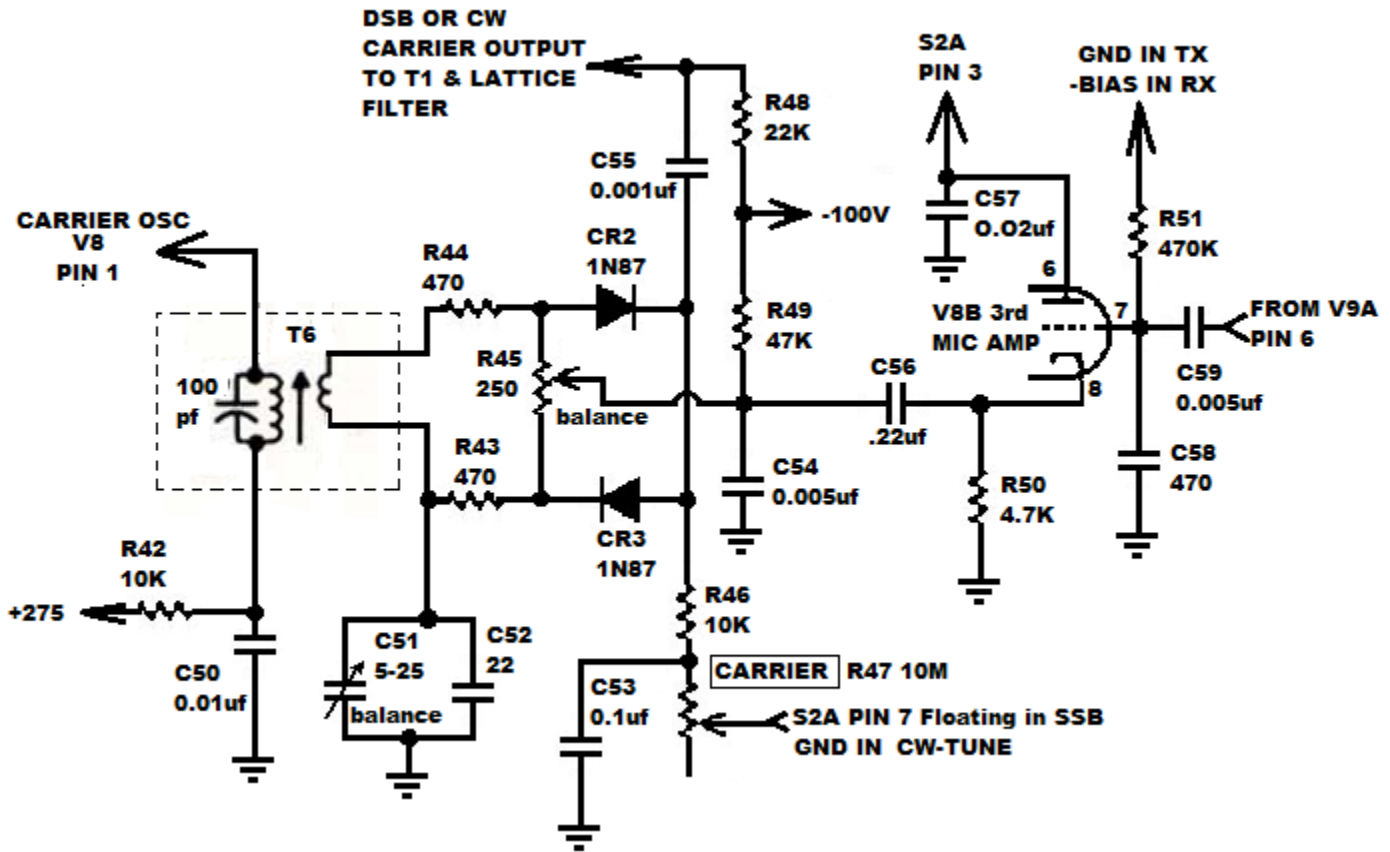 DSB OR CW
CARRIER OUTPUT
TO T1 & LATTICE
FILTER
S2A
PIN 3
GND IN TX
-BIAS IN RX
R48
22K
C55
0.001uf
C57
0.02uf
R51
470K
-100V
CARRIER OSC
V8
PIN 1
R44
470
CR2
1N87
6
7
8
V8B 3rd
MIC AMP
FROM V9A
PIN 6
T6
R49
47K
R45
250
balance
100
pf
C56
.22uf
C59
0.005uf
R43
470
C54
0.005uf
R50
4.7K
C58
470
CR3
1N87
R42
10K
+275
R46
10K
C51
5-25
balance
C52
22
C50
0.01uf
C53
0.1uf
CARRIER R47 10M
S2A PIN 7 Floating in SSB
GND IN CW-TUNE